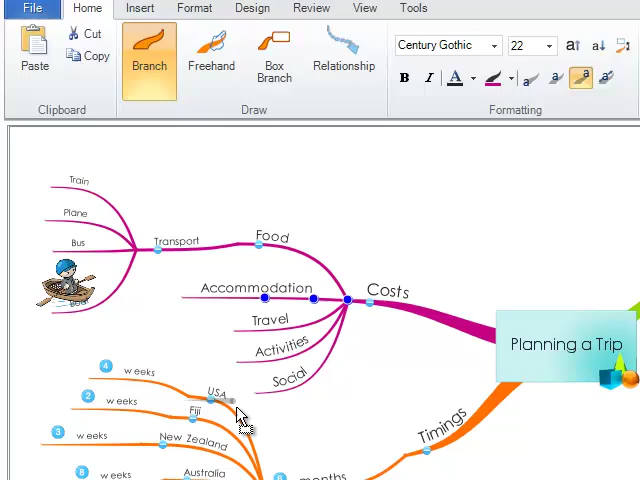 File Home Insert Format Design Review View Tools
Paste
Cut
Copy
Clipboard
Branch
Freehand
Box Branch
Relationship
Draw
Century Gothic 22
B I A
Formatting
Train
Plane
Bus
Transport
Food
Accommodation
Costs
Travel
Activities
Social
Planning a Trip
4 weeks
USA
2 weeks
Fiji
3 weeks
New Zealand
8 weeks
Australia
6 months
Timings